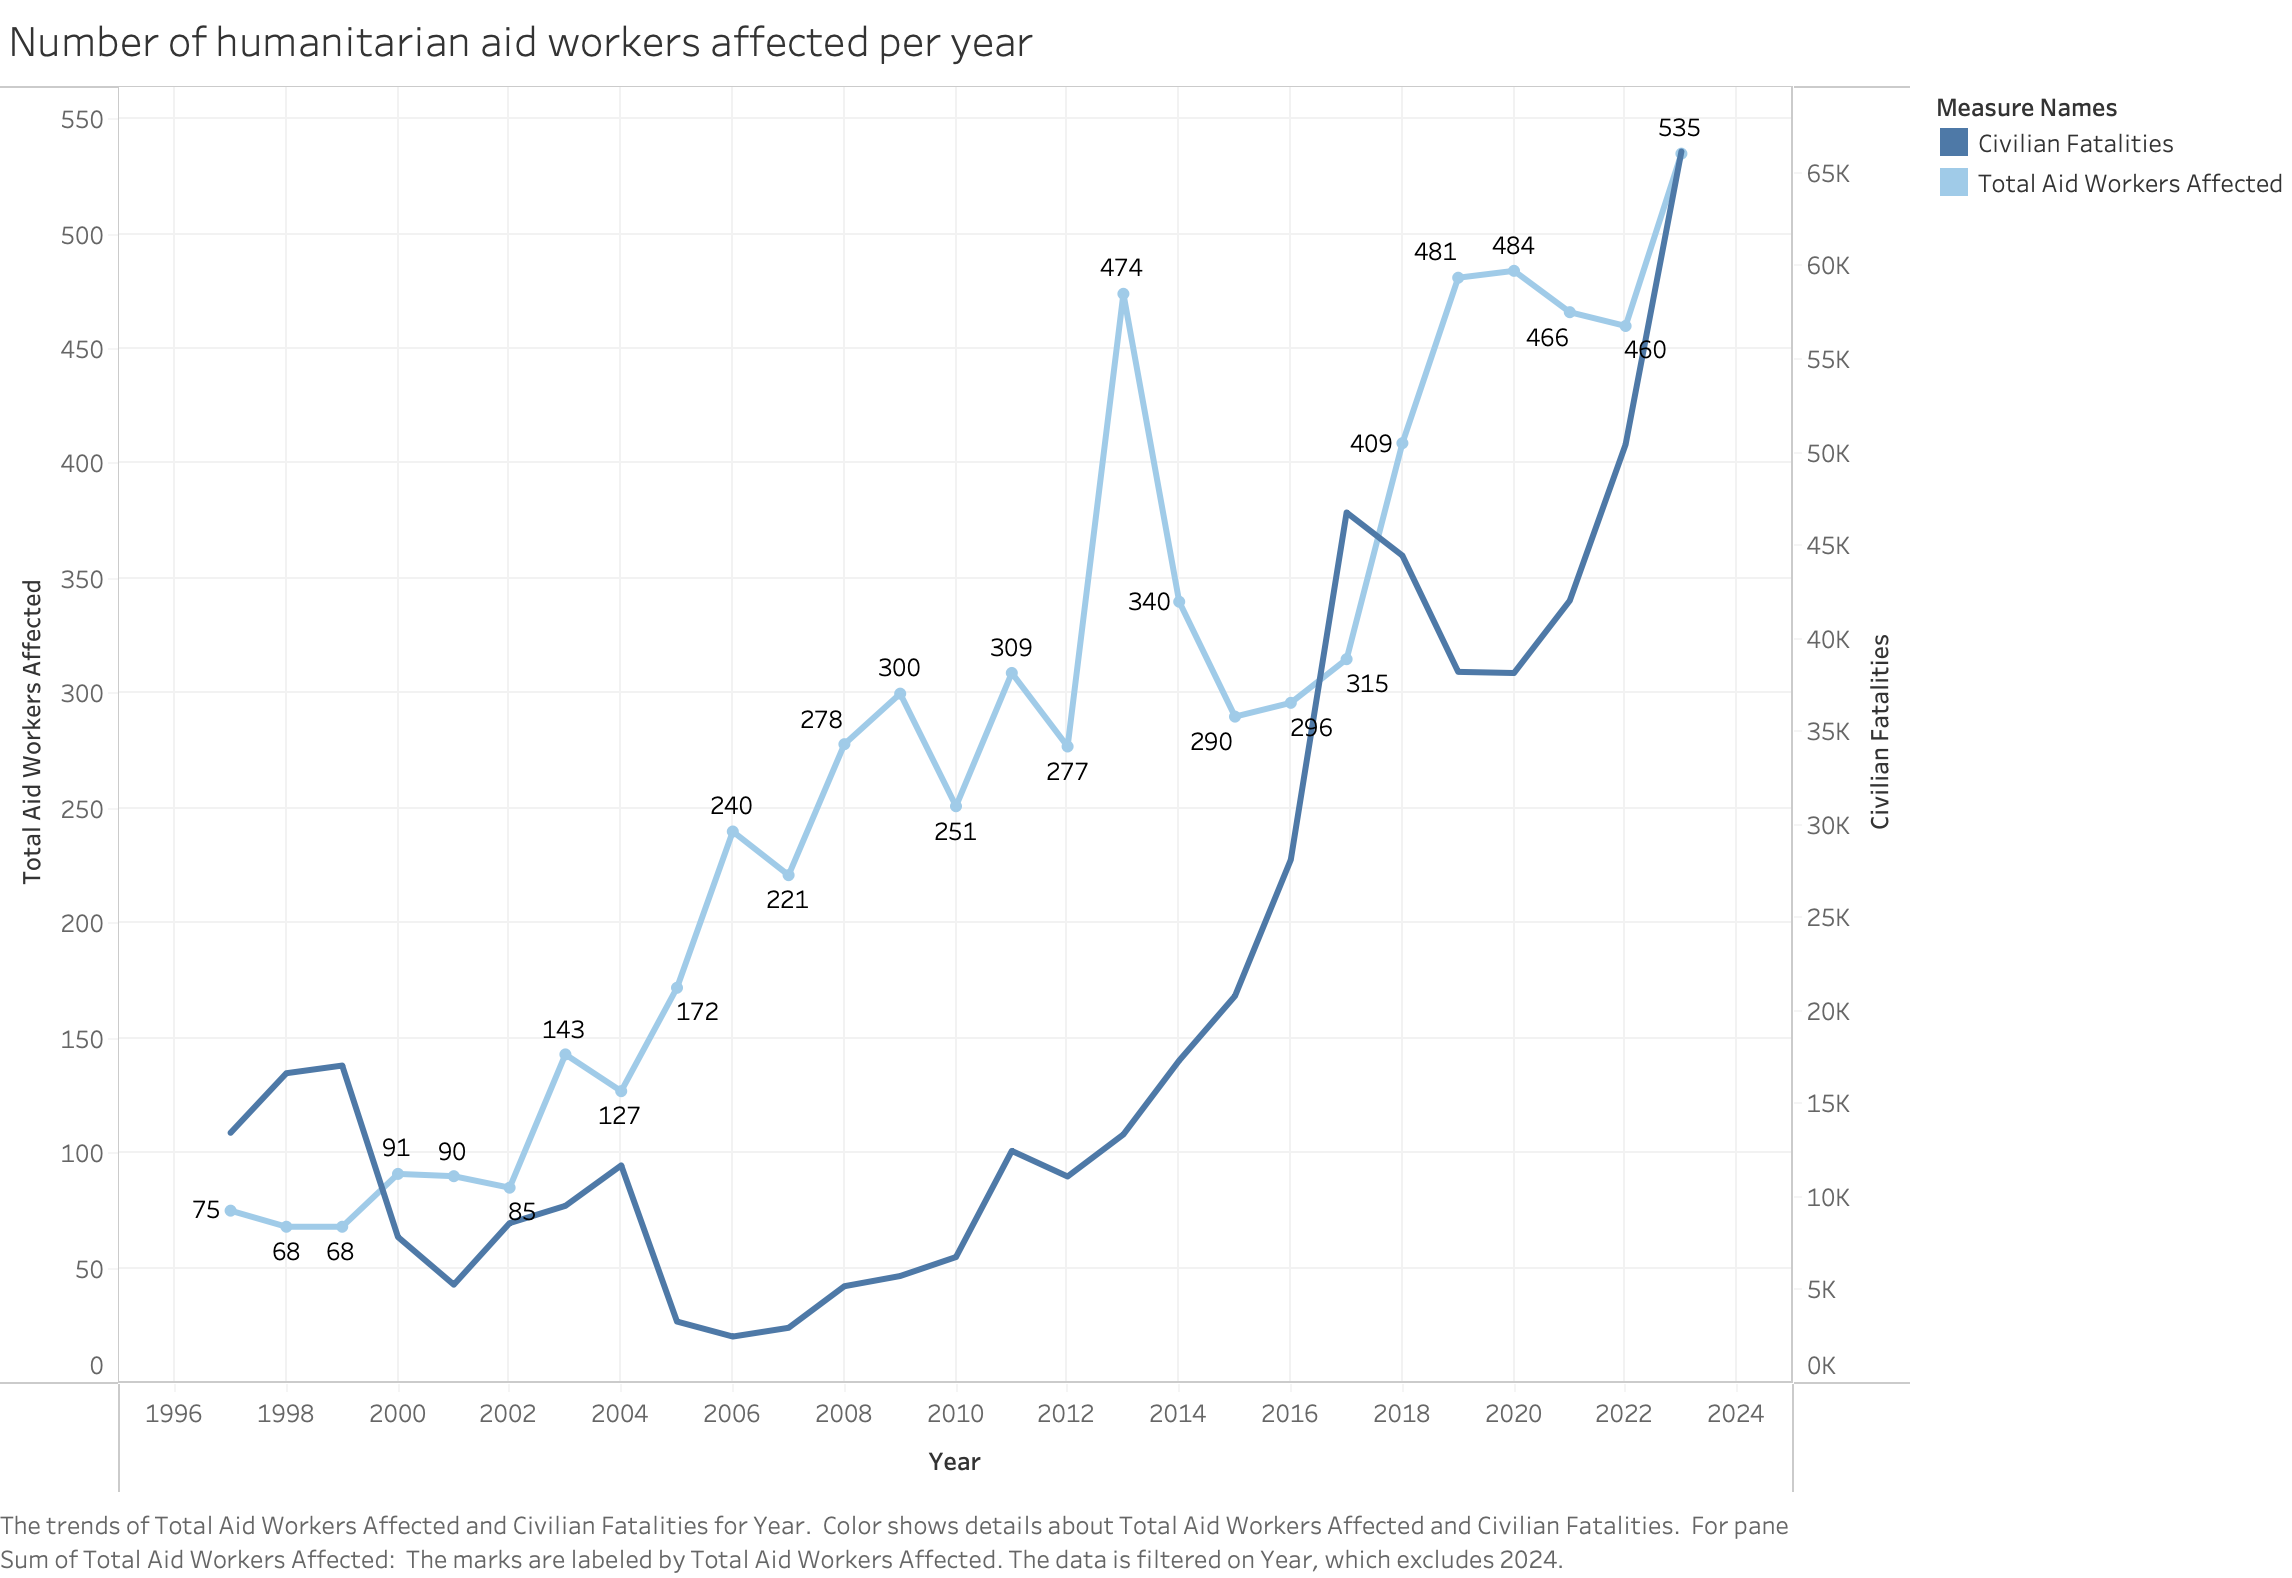 Number of humanitarian aid workers affected per year
Measure Names
Civilian Fatalities
Total Aid Workers Affected
Total Aid Workers Affected
550
500
450
400
350
300
250
200
150
100
50
0
75
68
68
91
90
85
143
127
172
240
221
278
300
251
309
277
474
340
290
296
315
409
481
484
466
460
535
65K
60K
55K
50K
45K
40K
35K
30K
25K
20K
15K
10K
5K
0K
Civilian Fatalities
1996 1998 2000 2002 2004 2006 2008 2010 2012 2014 2016 2018 2020 2022 2024
Year
The trends of Total Aid Workers Affected and Civilian Fatalities for Year.  Color shows details about Total Aid Workers Affected and Civilian Fatalities.  For pane
Sum of Total Aid Workers Affected:  The marks are labeled by Total Aid Workers Affected. The data is filtered on Year, which excludes 2024.